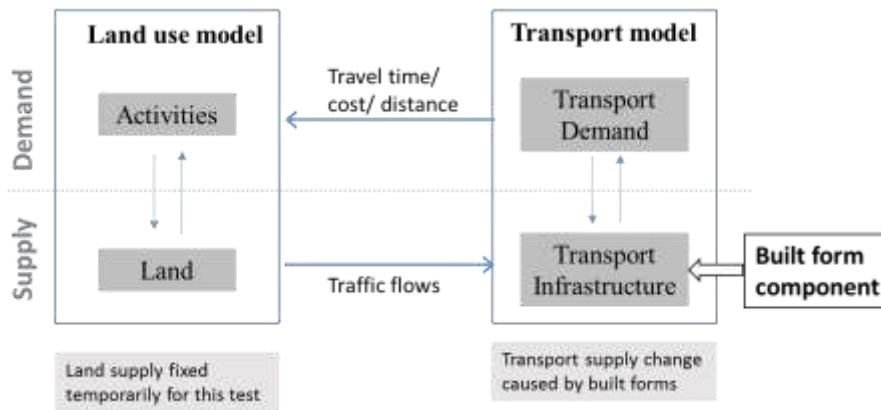 Land use model
Transport model
Demand
Activities
Travel time/
cost/ distance
Transport
Demand
Supply
Land
Traffic flows
Transport
Infrastructure
Built form
component
Land supply fixed
temporarily for this test
Transport supply change
caused by built forms